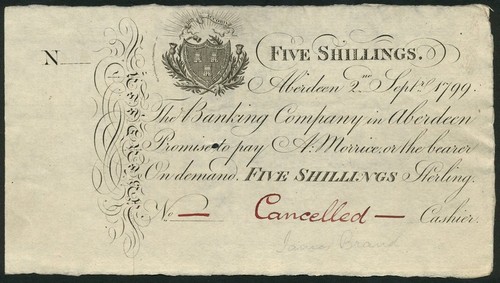 N
FIVE SHILLINGS.
Aberdeen 2nd Septr. 1799.
The Banking Company in Aberdeen
Promise to pay A. Morrice, or the bearer
On demand. FIVE SHILLINGS Sterling.
No Cancelled Cashier.